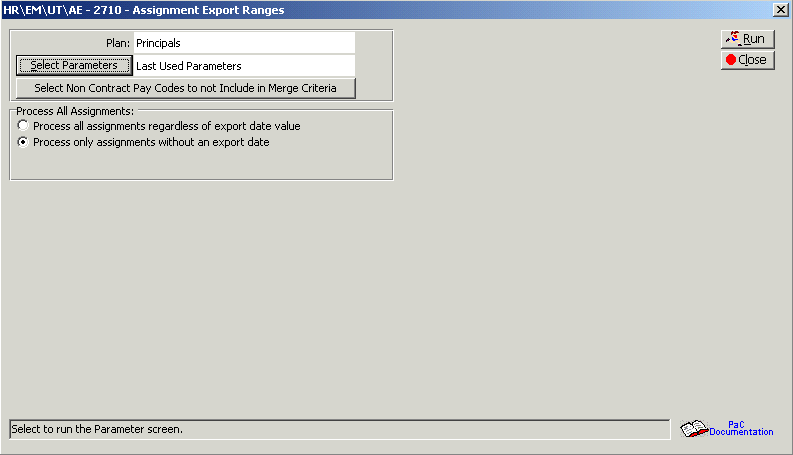 HR\EM\UT\AE - 2710 - Assignment Export Ranges
Plan: Principals
Run
Select Parameters Last Used Parameters
Close
Select Non Contract Pay Codes to not Include in Merge Criteria
Process All Assignments:
Process all assignments regardless of export date value
Process only assignments without an export date
Select to run the Parameter screen.
PaC
Documentation